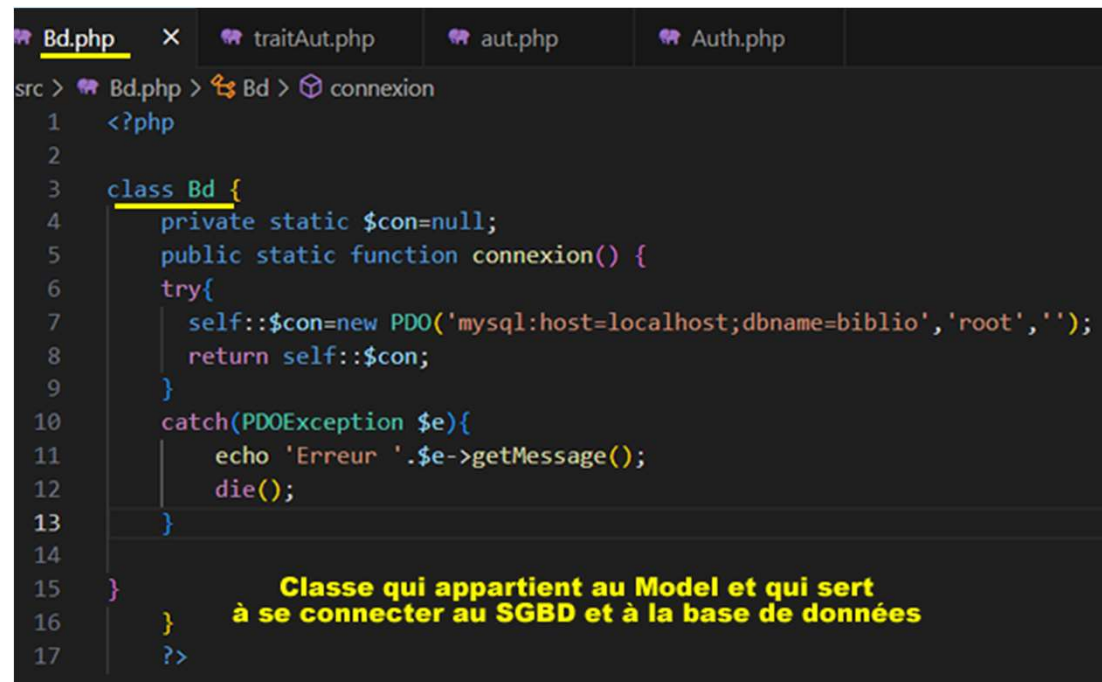 Bd.php × traitAut.php aut.php Auth.php
src > Bd.php > Bd > connexion
1 <?php
2
3 class Bd {
4 private static $con=null;
5 public static function connexion() {
6 try{
7 self::$con=new PDO('mysql:host=localhost;dbname=biblio','root','');
8 return self::$con;
9 }
10 catch(PDOException $e){
11 echo 'Erreur '.$e->getMessage();
12 die();
13 }
14
15 } Classe qui appartient au Model et qui sert
16 } à se connecter au SGBD et à la base de données
17 ?>